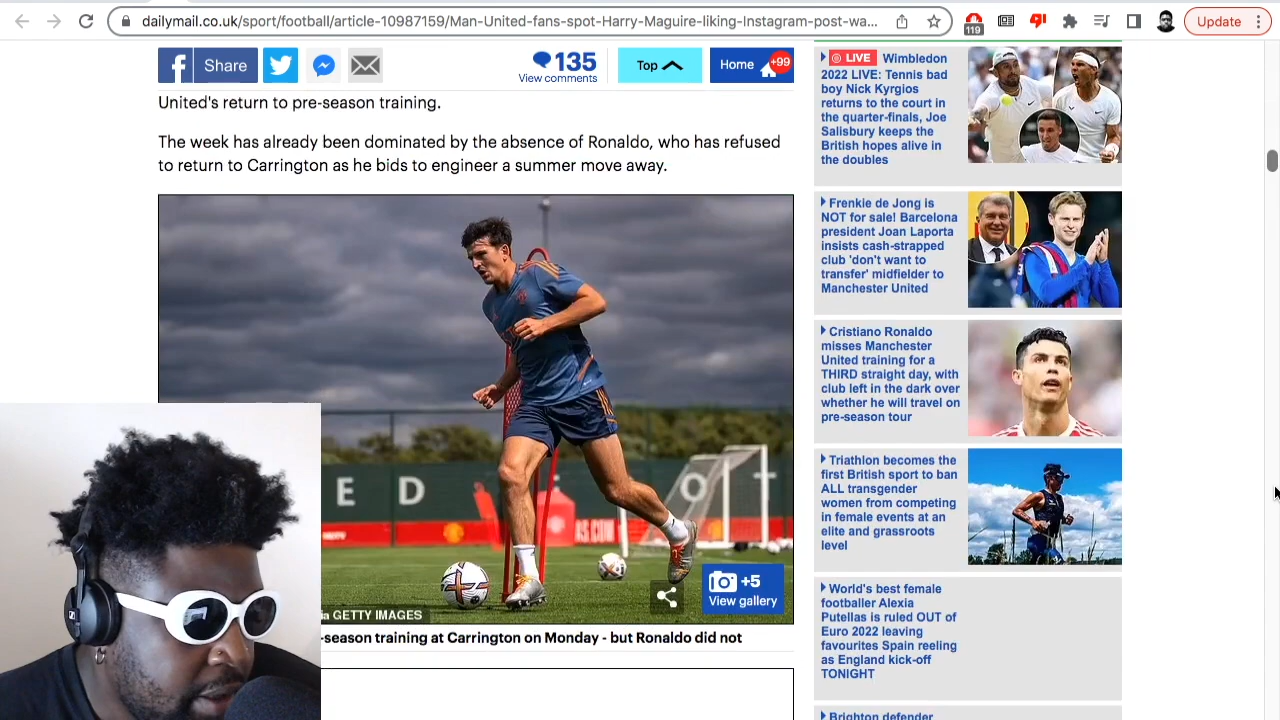 dailymail.co.uk/sport/football/article-10987159/Man-United-fans-spot-Harry-Maguire-liking-Instagram-post-wa...
119
Update
Share
135
View comments
Top
Home
+99
United's return to pre-season training.
The week has already been dominated by the absence of Ronaldo, who has refused
to return to Carrington as he bids to engineer a summer move away.
E D
O
AS.COM
+5
View gallery
ia GETTY IMAGES
-season training at Carrington on Monday - but Ronaldo did not
LIVE Wimbledon
2022 LIVE: Tennis bad
boy Nick Kyrgios
returns to the court in
the quarter-finals, Joe
Salisbury keeps the
British hopes alive in
the doubles
Frenkie de Jong is
NOT for sale! Barcelona
president Joan Laporta
insists cash-strapped
club 'don't want to
transfer' midfielder to
Manchester United
Cristiano Ronaldo
misses Manchester
United training for a
THIRD straight day, with
club left in the dark over
whether he will travel on
pre-season tour
Triathlon becomes the
first British sport to ban
ALL transgender
women from competing
in female events at an
elite and grassroots
level
World's best female
footballer Alexia
Putellas is ruled OUT of
Euro 2022 leaving
favourites Spain reeling
as England kick-off
TONIGHT
Brighton defender